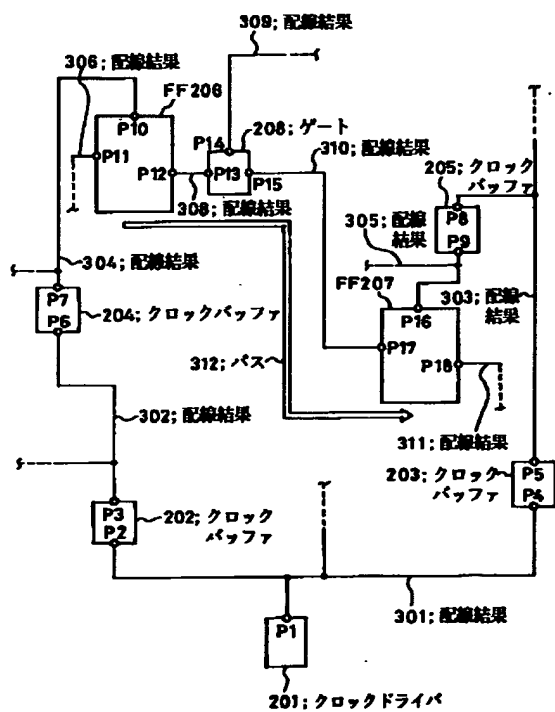 309;配線結果
306;配線結果
FF206
P10
P14
208;ゲート
P11
310;配線結果
P12
P13
P15
205;クロック
バッファ
308;配線結果
P8
P9
305;配線
結果
304;配線結果
FF207
P7
P6
P16
303;配線
結果
204;クロックバッファ
P17
312;パス
P18
302;配線結果
311;配線結果
203;クロック
バッファ
P5
P4
P3
P2
202;クロック
バッファ
301;配線結果
P1
201;クロックドライバ